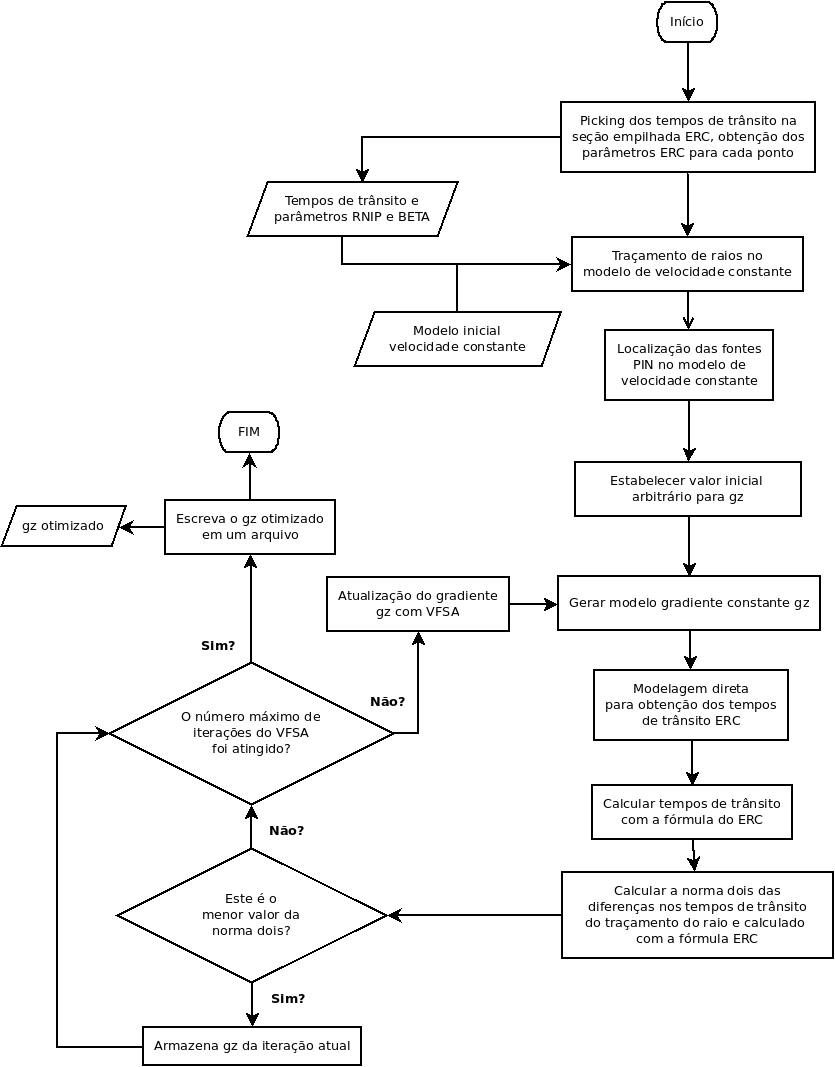 Início
Picking dos tempos de trânsito na
seção empilhada ERC, obtenção dos
parâmetros ERC para cada ponto
Tempos de trânsito e
parâmetros RNIP e BETA
Traçamento de raios no
modelo de velocidade constante
Modelo inicial
velocidade constante
Localização das fontes
PIN no modelo de
velocidade constante
Estabelecer valor inicial
arbitrário para gz
Gerar modelo gradiente constante gz
Modelagem direta
para obtenção dos tempos
de trânsito ERC
Calcular tempos de trânsito
com a fórmula do ERC
Calcular a norma dois das
diferenças nos tempos de trânsito
do traçamento do raio e calculado
com a fórmula ERC
Este é o
menor valor da
norma dois?
Sim?
Armazena gz da iteração atual
Não?
O número máximo de
iterações do VFSA
foi atingido?
Não?
Atualização do gradiente
gz com VFSA
Sim?
Escreva o gz otimizado
em um arquivo
gz otimizado
FIM